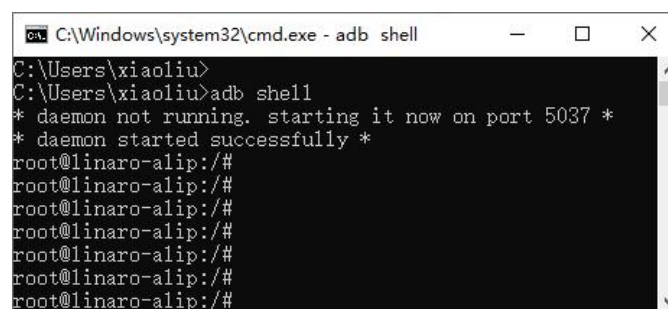 C:\Windows\system32\cmd.exe - adb shell
C:\Users\xiaoliu>
C:\Users\xiaoliu>adb shell
* daemon not running. starting it now on port 5037 *
* daemon started successfully *
root@linaro-alip:/#
root@linaro-alip:/#
root@linaro-alip:/#
root@linaro-alip:/#
root@linaro-alip:/#
root@linaro-alip:/#
root@linaro-alip:/#